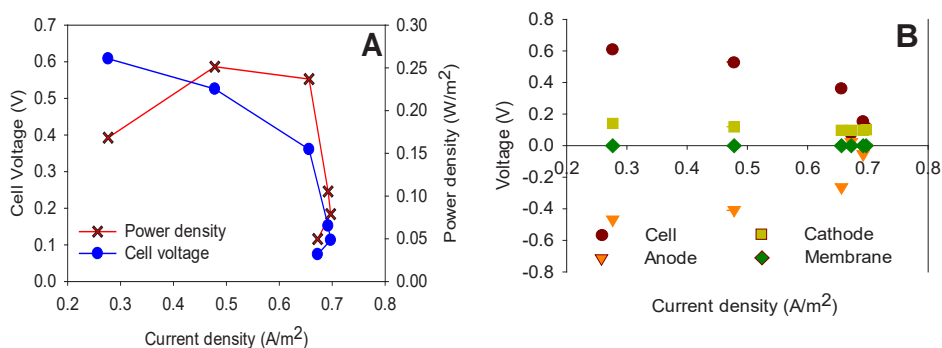 A
Cell Voltage (V)
0.7
0.6
0.5
0.4
0.3
0.2
0.1
0.0
Power density (W/m²)
0.30
0.25
0.20
0.15
0.10
0.05
0.00
Power density
Cell voltage
0.2 0.3 0.4 0.5 0.6 0.7 0.8
Current density (A/m²)
B
Voltage (V)
0.8
0.6
0.4
0.2
0.0
-0.2
-0.4
-0.6
-0.8
0.2 0.3 0.4 0.5 0.6 0.7 0.8
Cell
Cathode
Anode
Membrane
Current density (A/m²)